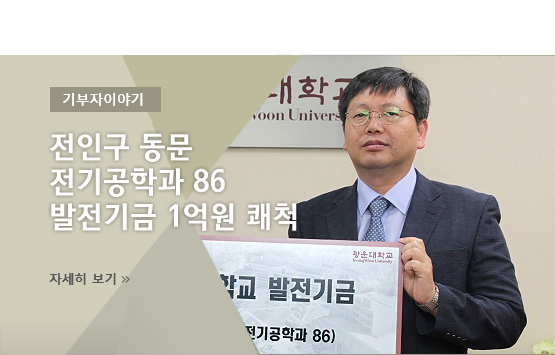 기부자이야기
대학교
woon University
전인구 동문
전기공학과 86
발전기금 1억원 쾌척
자세히 보기 »
광운대학교
KwangWoon University
학교 발전기금
전기공학과 86)